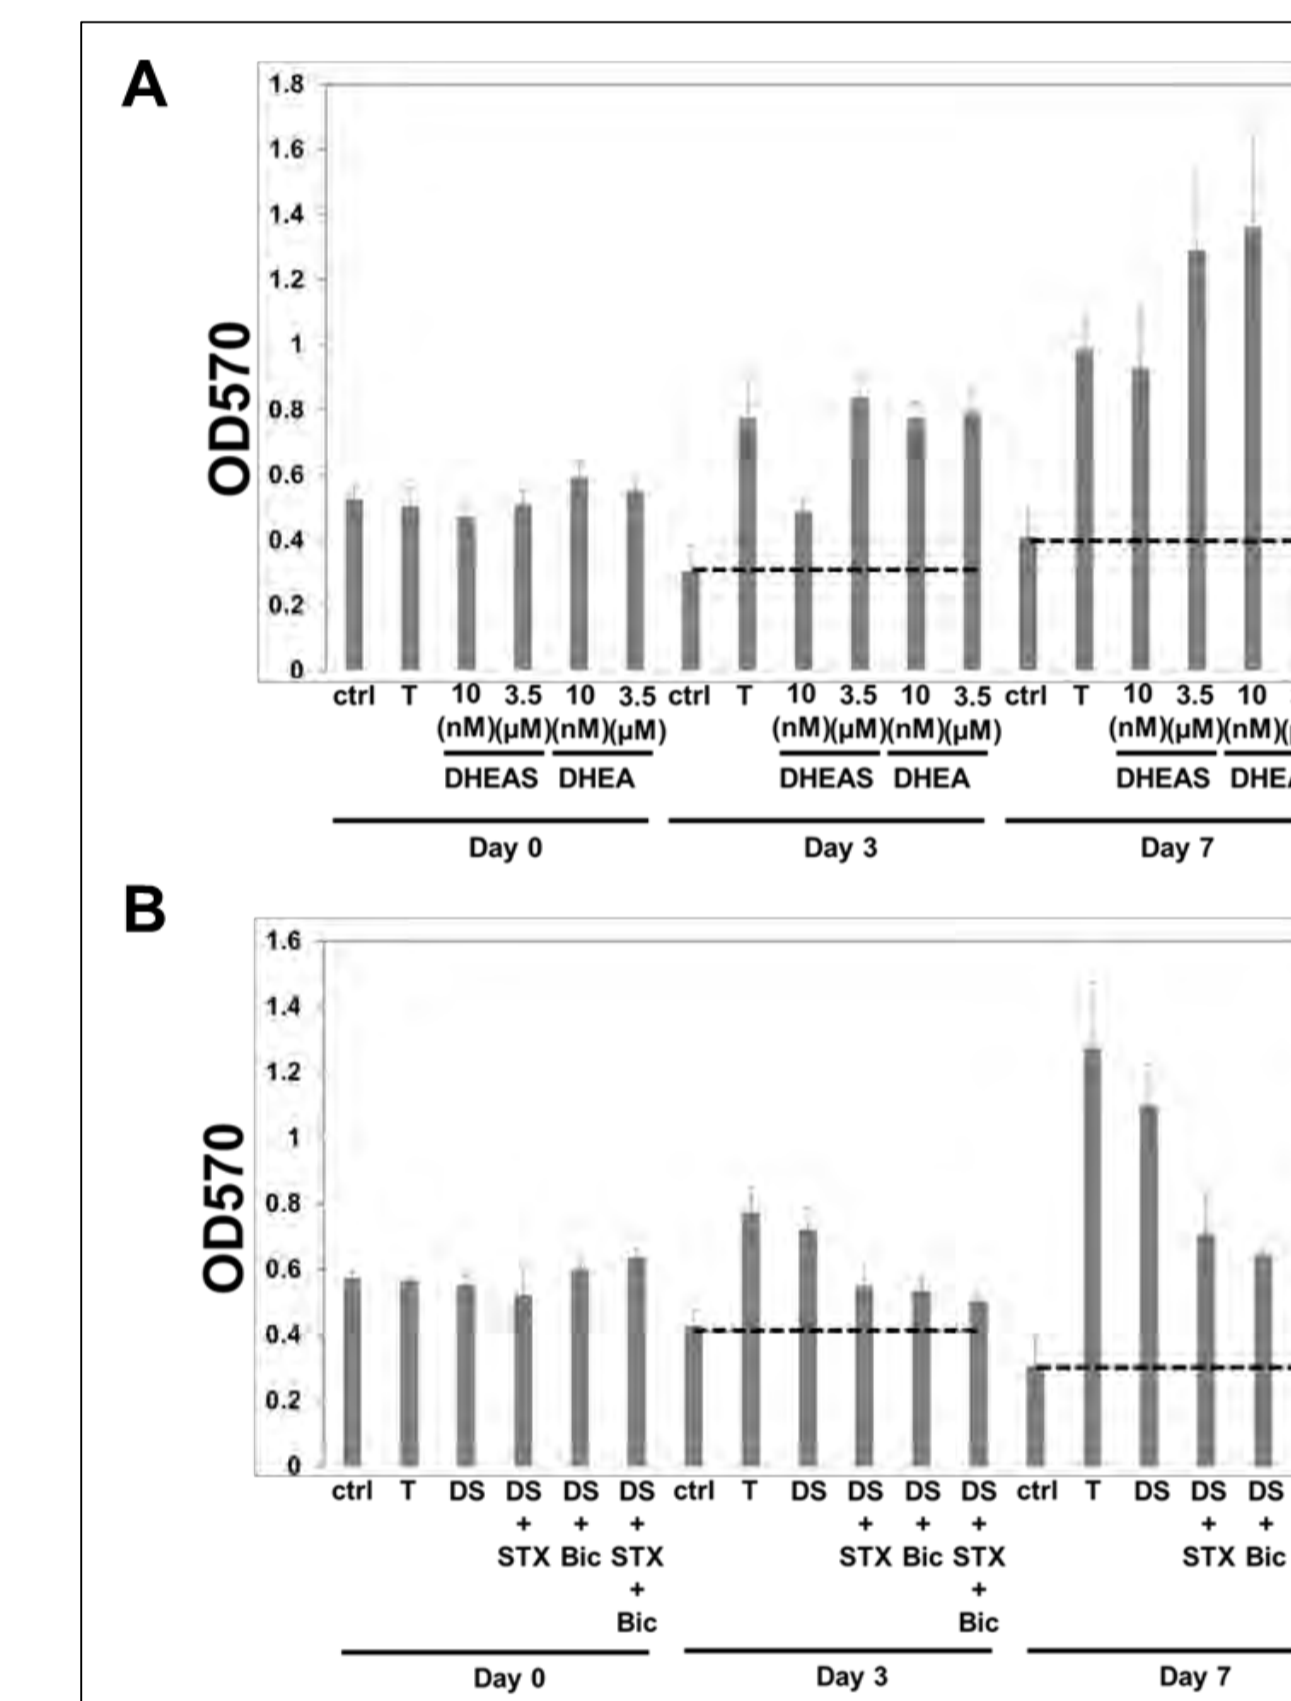 A
1.8
1.6
1.4
1.2
1
0.8
0.6
0.4
0.2
0
OD570
ctrl T 10 3.5 10 3.5 ctrl T 10 3.5 10 3.5 ctrl T 10 3.5 10
(nM)(µM)(nM)(µM) (nM)(µM)(nM)(µM) (nM)(µM)(nM)(
DHEAS DHEA DHEAS DHEA DHEAS DHEA
Day 0 Day 3 Day 7
B
1.6
1.4
1.2
1
0.8
0.6
0.4
0.2
0
OD570
ctrl T DS DS DS DS ctrl T DS DS DS DS ctrl T DS DS DS
+ + + + + + + +
STX Bic STX STX Bic STX STX Bic
+ +
Bic Bic
Day 0 Day 3 Day 7